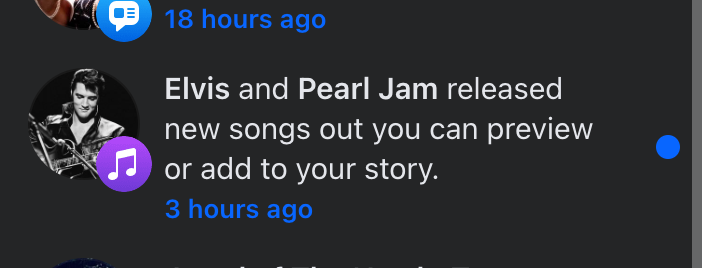 18 hours ago
Elvis and Pearl Jam released
new songs out you can preview
or add to your story.
3 hours ago